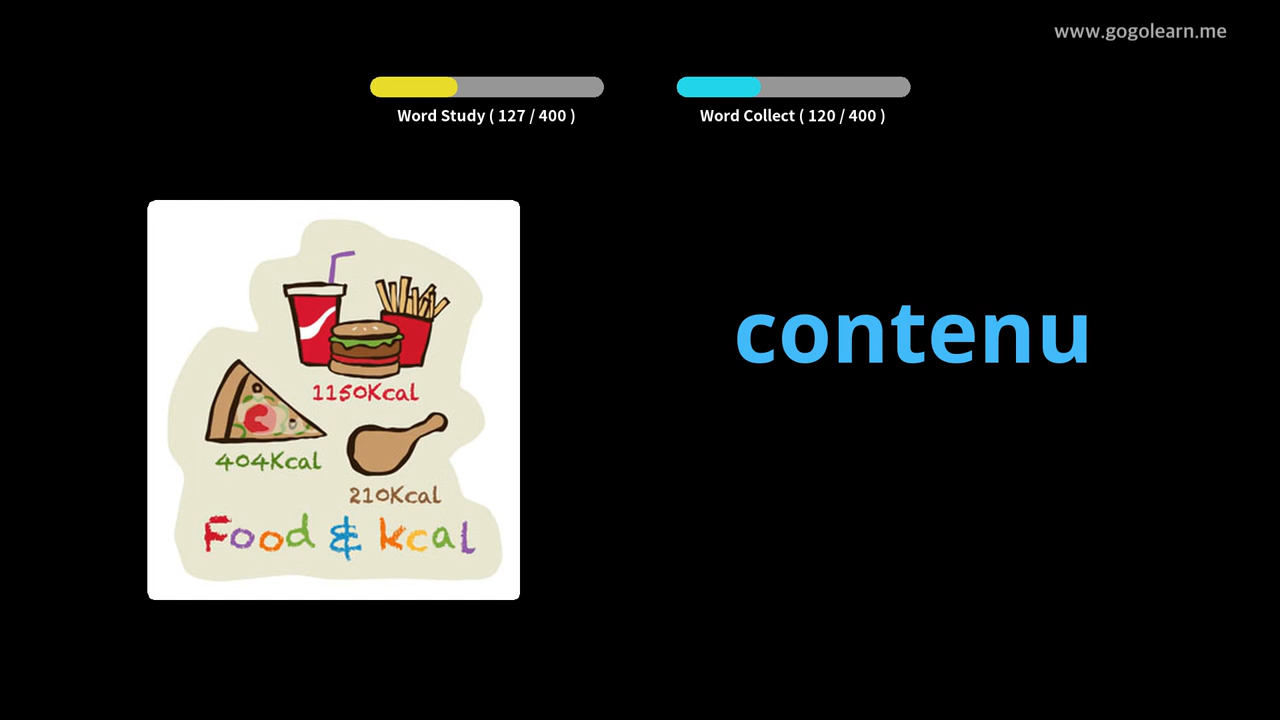 www.gogolearn.me
Word Study ( 127 / 400 )
Word Collect ( 120 / 400 )
1150Kcal
404Kcal
210Kcal
Food & kcal
contenu